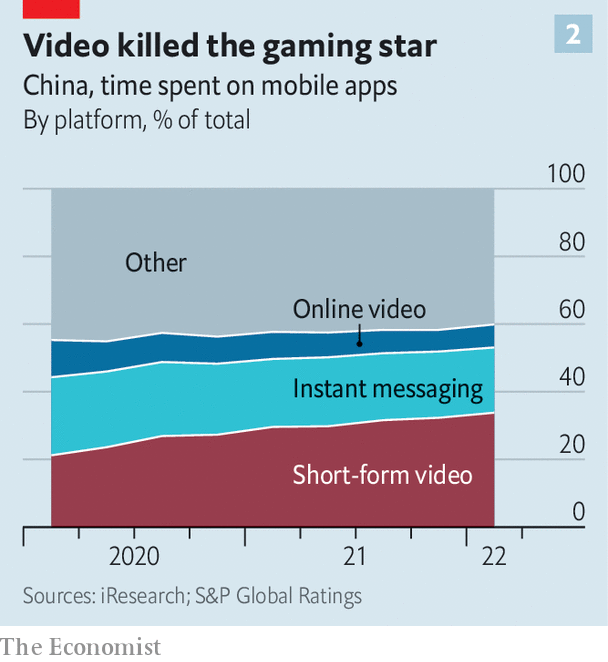 2
Video killed the gaming star
China, time spent on mobile apps
By platform, % of total
100
80
Other
Online video
60
Instant messaging
40
20
Short-form video
0
2020 21 22
Sources: iResearch; S&P Global Ratings
The Economist